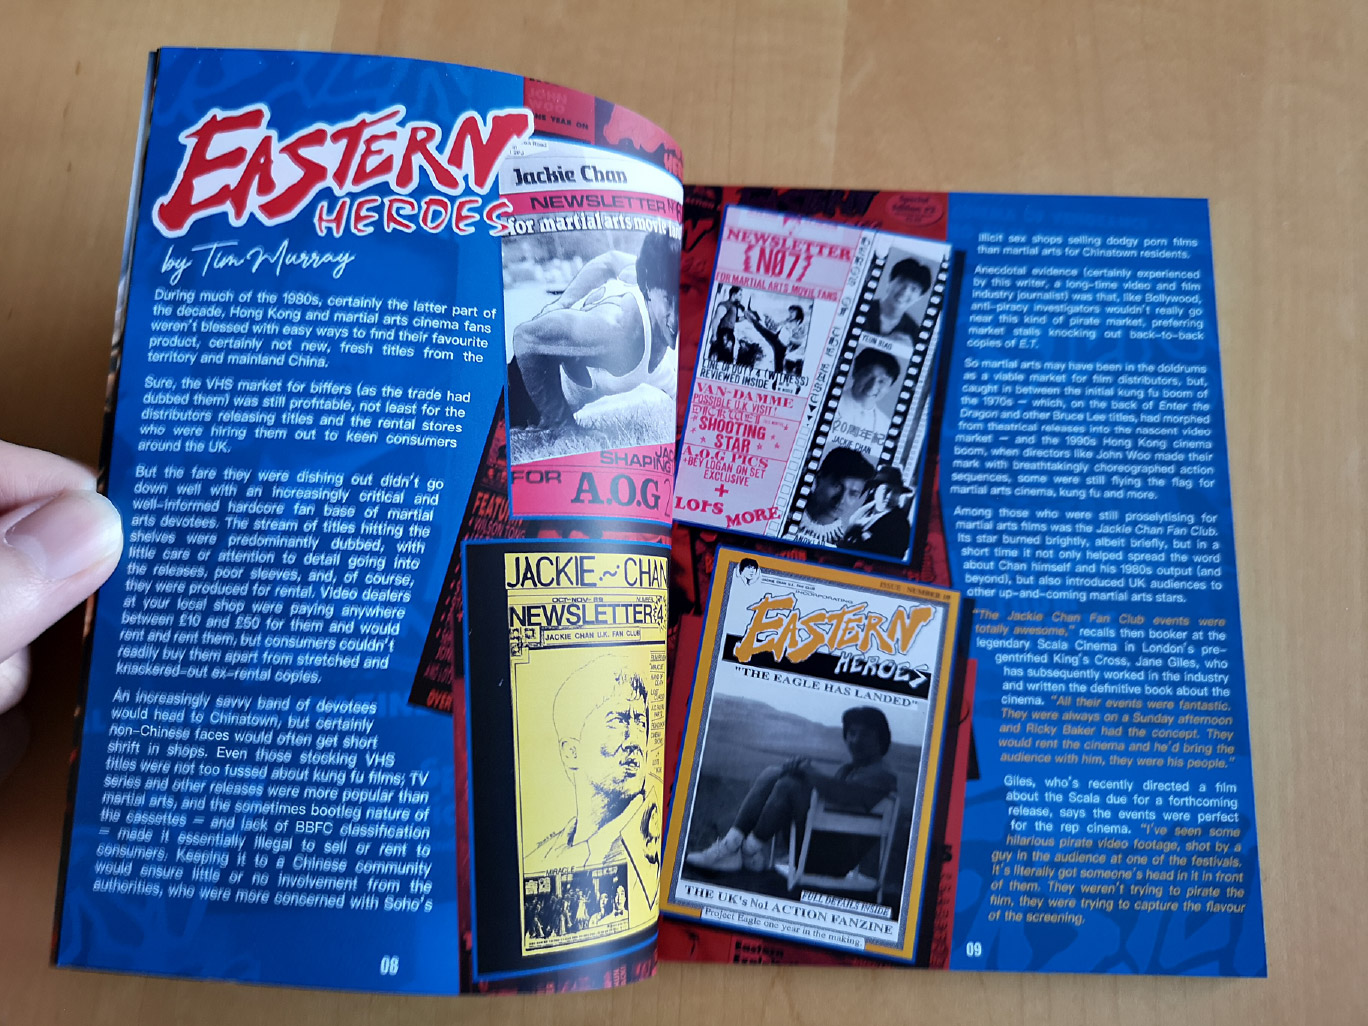 EASTERN
HEROES
by Tim Murray
During much of the 1980s, certainly the latter part of
the decade, Hong Kong and martial arts cinema fans
weren't blessed with easy ways to find their favourite
product, certainly not new, fresh titles from the
territory and mainland China.
Sure, the VHS market for biffers (as the trade had
dubbed them) was still profitable, not least for the
distributors releasing titles and the rental stores
who were hiring them out to keen consumers
around the UK.
But the fare they were dishing out didn't go
down well with an increasingly critical and
well-informed hardcore fan base of martial
arts devotees. The stream of titles hitting the
shelves were predominantly dubbed, with
little care or attention to detail going into
the releases, poor sleeves, and, of course,
they were produced for rental. Video dealers
at your local shop were paying anywhere
between £10 and £50 for them and would
rent and rent them, but consumers couldn't
readily buy them apart from stretched and
knackered-out ex-rental copies.
An increasingly savvy band of devotees
would head to Chinatown, but certainly
non-Chinese faces would often get short
shrift in shops. Even those stocking VHS
titles were not too fussed about kung fu films; TV
series and other releases were more popular than
martial arts, and the sometimes bootleg nature of
the cassettes – and lack of BBFC classification
– made it essentially illegal to sell or rent to
consumers. Keeping it to a Chinese community
would ensure little or no involvement from the
authorities, who were more concerned with Soho's
08
JOHN
WOO
Jackie Chan
NEWSLETTER
for martial arts movie
SHAPING
FOR A.O.G 2
JACKIE CHAN
OCT-NOV-89
NEWSLETTER 4
JACKIE CHAN U.K. FAN CLUB
MIRACLE
NEWSLETTER
NO7
FOR MARTIAL ARTS MOVIE FANS
LINE OF DUTY 4 (WITNESS)
REVIEWED INSIDE
VAN-DAMME
POSSIBLE U.K VISIT!
SHOOTING
STAR
A.O.G PICS
+BEY LOGAN ON SET
EXCLUSIVE
+
LOTS MORE
YEUN BIAO
JACKIE CHAN
INCORPORATING
EASTERN
HEROES
"THE EAGLE HAS LANDED"
FULL DETAILS INSIDE
THE UK's No1 ACTION FANZINE
Project Eagle one year in the making.
illicit sex shops selling dodgy porn films
than martial arts for Chinatown residents.
Anecdotal evidence (certainly experienced
by this writer, a long-time video and film
industry journalist) was that, like Bollywood,
anti-piracy investigators wouldn't really go
near this kind of pirate market, preferring
market stalls knocking out back-to-back
copies of E.T.
So martial arts may have been in the doldrums
as a viable market for film distributors, but,
caught in between the initial kung fu boom of
the 1970s – which, on the back of Enter the
Dragon and other Bruce Lee titles, had morphed
from theatrical releases into the nascent video
market – and the 1990s Hong Kong cinema
boom, when directors like John Woo made their
mark with breathtakingly choreographed action
sequences, some were still flying the flag for
martial arts cinema, kung fu and more.
Among those who were still proselytising for
martial arts films was the Jackie Chan Fan Club.
Its star burned brightly, albeit briefly, but in a
short time it not only helped spread the word
about Chan himself and his 1980s output (and
beyond), but also introduced UK audiences to
other up-and-coming martial arts stars.
"The Jackie Chan Fan Club events were
totally awesome," recalls then booker at the
legendary Scala Cinema in London's pre-
gentrified King's Cross, Jane Giles, who
has subsequently worked in the industry
and written the definitive book about the
cinema. "All their events were fantastic.
They were always on a Sunday afternoon
and Ricky Baker had the concept. They
would rent the cinema and he'd bring the
audience with him, they were his people."
Giles, who's recently directed a film
about the Scala due for a forthcoming
release, says the events were perfect
for the rep cinema. "I've seen some
hilarious pirate video footage, shot by a
guy in the audience at one of the festivals.
It's literally got someone's head in it in front
of them. They weren't trying to pirate the
film, they were trying to capture the flavour
of the screening.
09